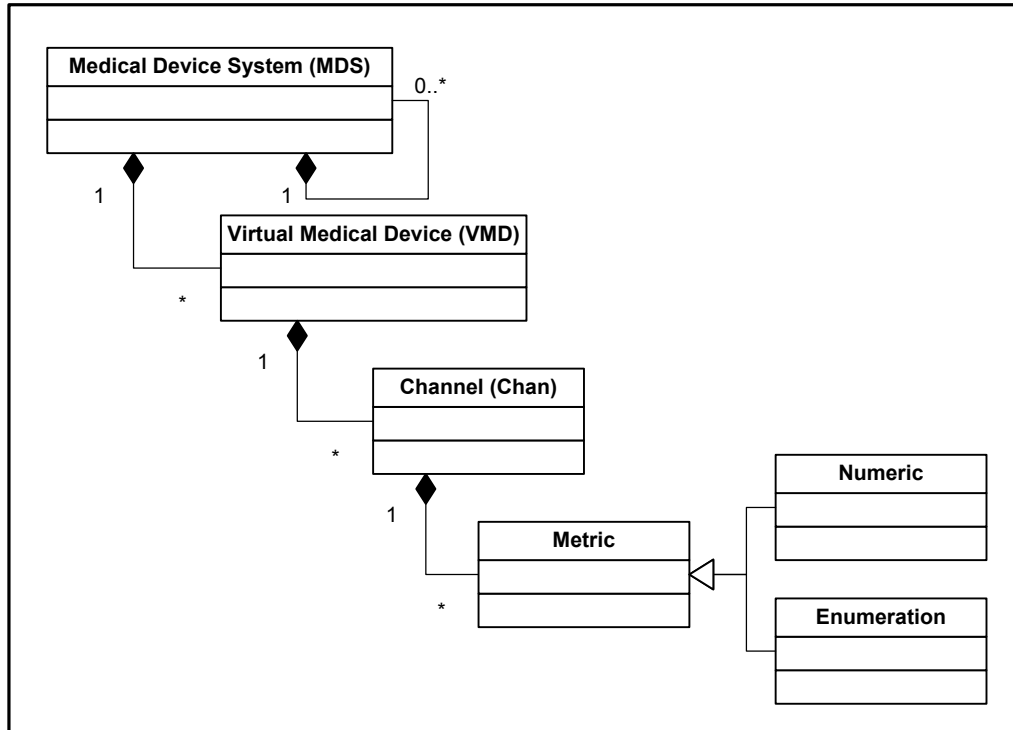 Medical Device System (MDS)
0..*
1
1
Virtual Medical Device (VMD)
*
1
Channel (Chan)
*
1
Metric
*
Numeric
Enumeration